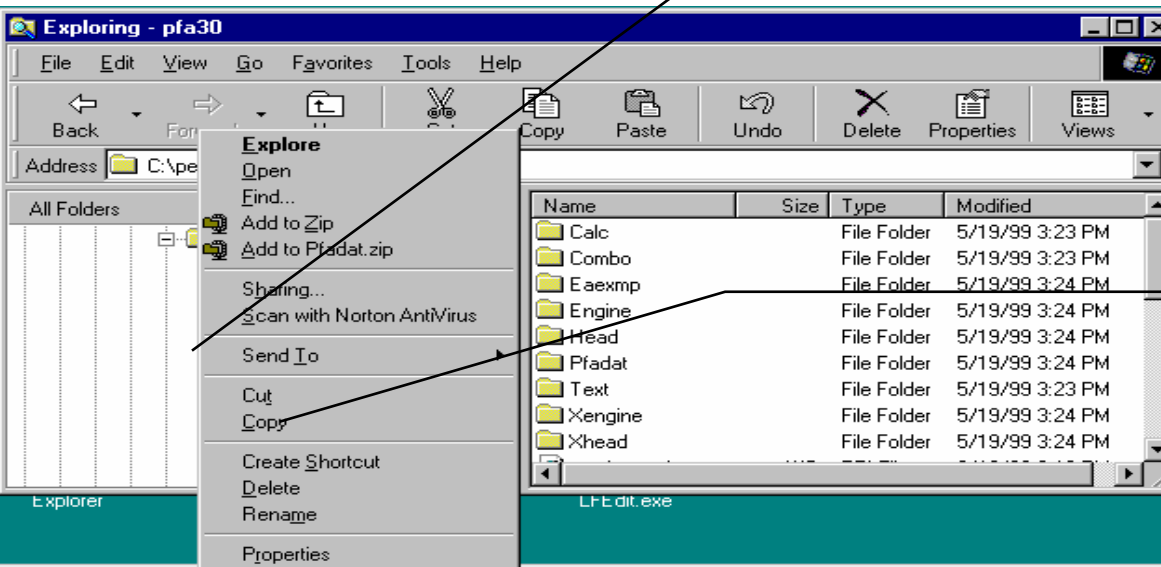 Exploring - pfa30
File Edit View Go Favorites Tools Help
Back Copy Paste Undo Delete Properties Views
Address C:\pe
All Folders
Explore
Open
Find...
Add to Zip
Add to Pfadat.zip
Sharing...
Scan with Norton AntiVirus
Send To
Cut
Copy
Create Shortcut
Delete
Rename
Properties
Name Size Type Modified
Calc File Folder 5/19/99 3:23 PM
Combo File Folder 5/19/99 3:23 PM
Eaexmp File Folder 5/19/99 3:24 PM
Engine File Folder 5/19/99 3:24 PM
Head File Folder 5/19/99 3:24 PM
Pfadat File Folder 5/19/99 3:24 PM
Text File Folder 5/19/99 3:23 PM
Xengine File Folder 5/19/99 3:24 PM
Xhead File Folder 5/19/99 3:24 PM
Explorer LFEdit.exe